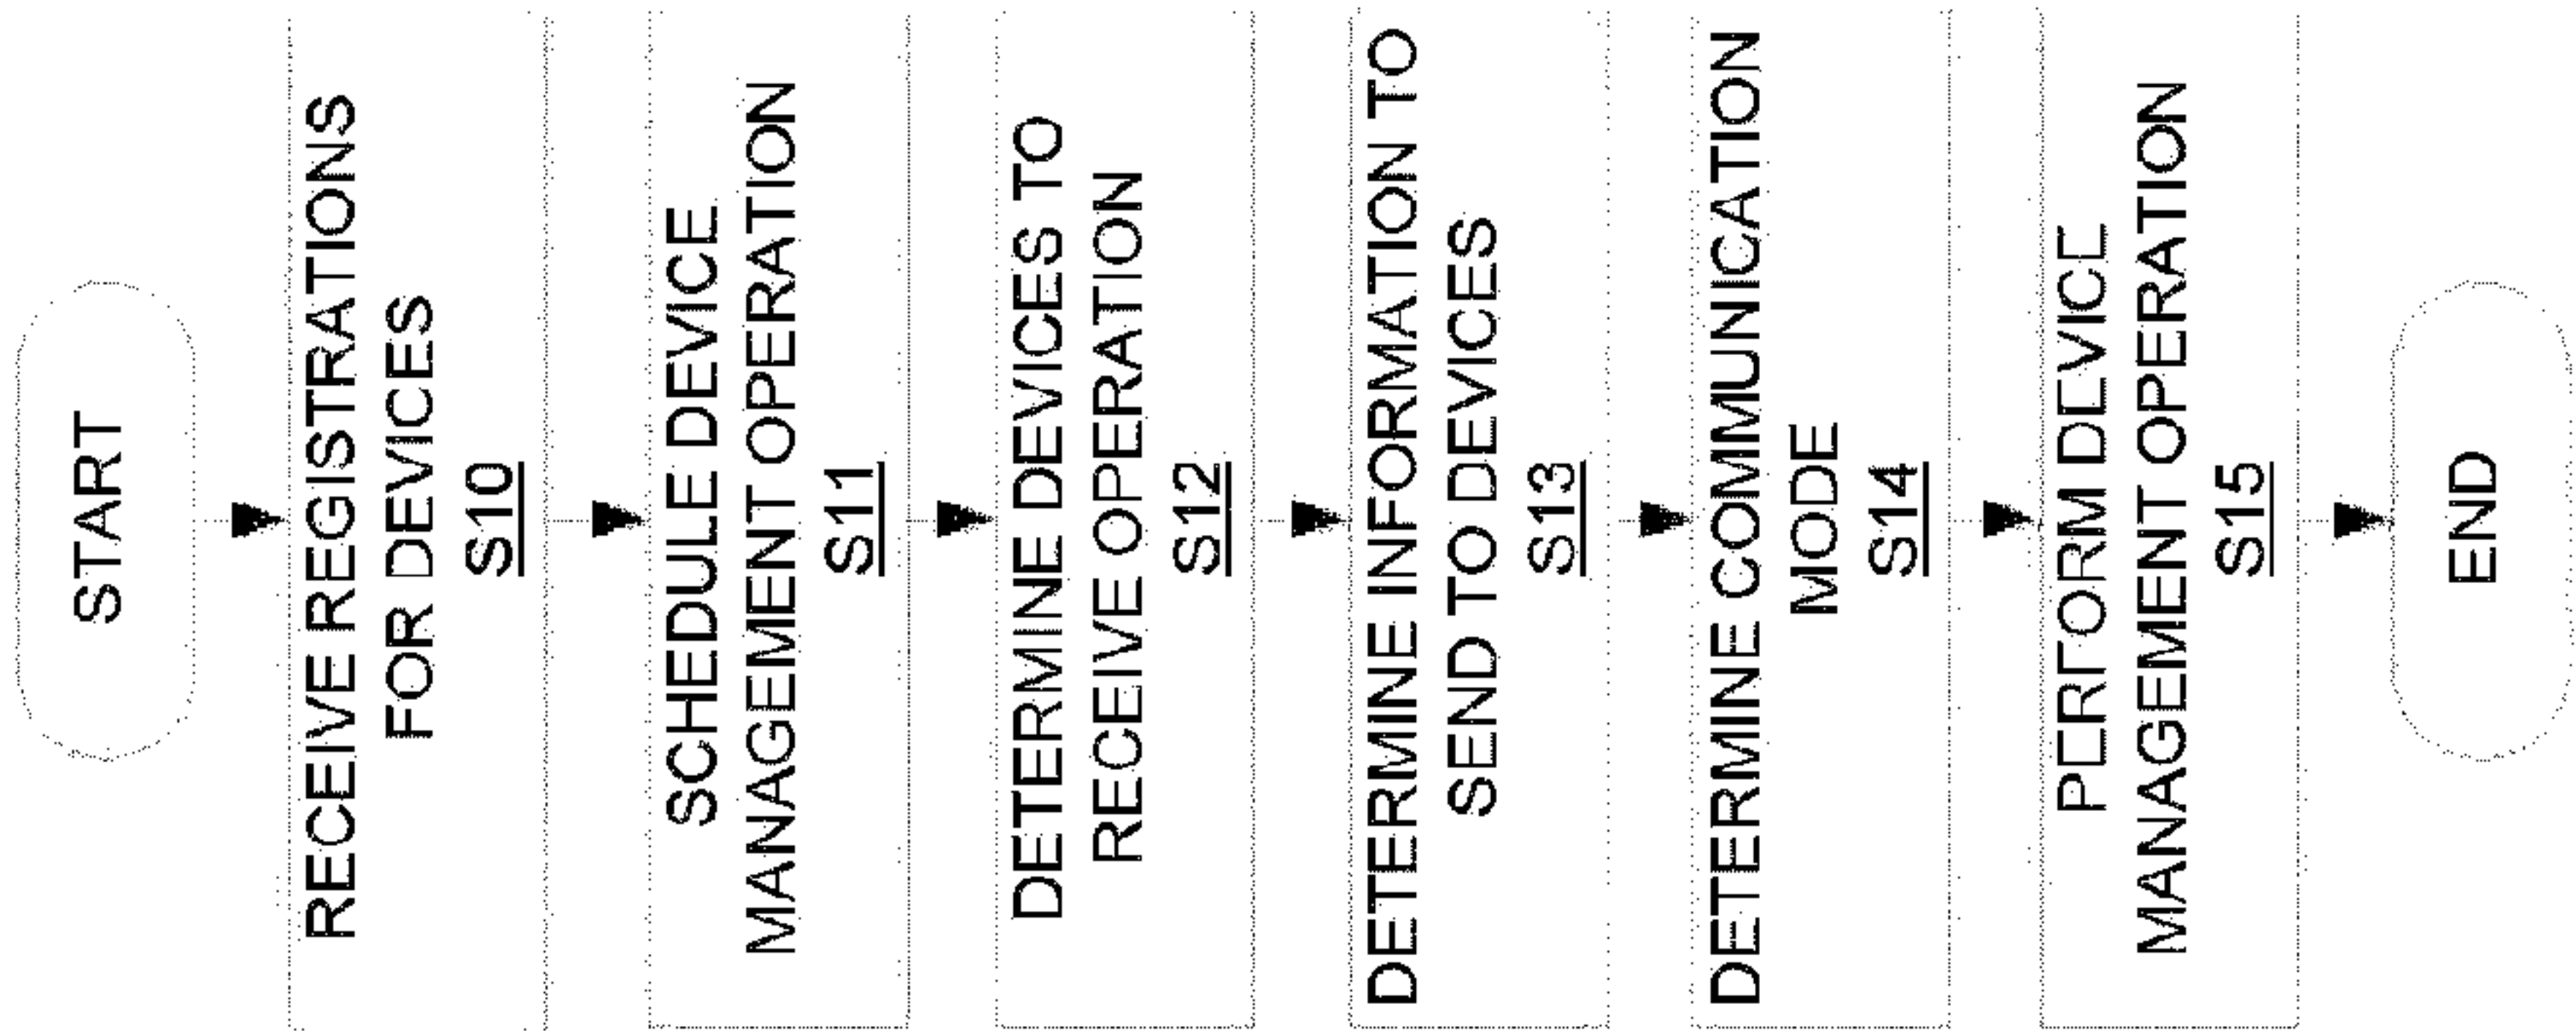 START
RECEIVE REGISTRATIONS
FOR DEVICES
S10
SCHEDULE DEVICE
MANAGEMENT OPERATION
S11
DETERMINE DEVICES TO
RECEIVE OPERATION
S12
DETERMINE INFORMATION TO
SEND TO DEVICES
S13
DETERMINE COMMUNICATION
MODE
S14
PERFORM DEVICE
MANAGEMENT OPERATION
S15
END